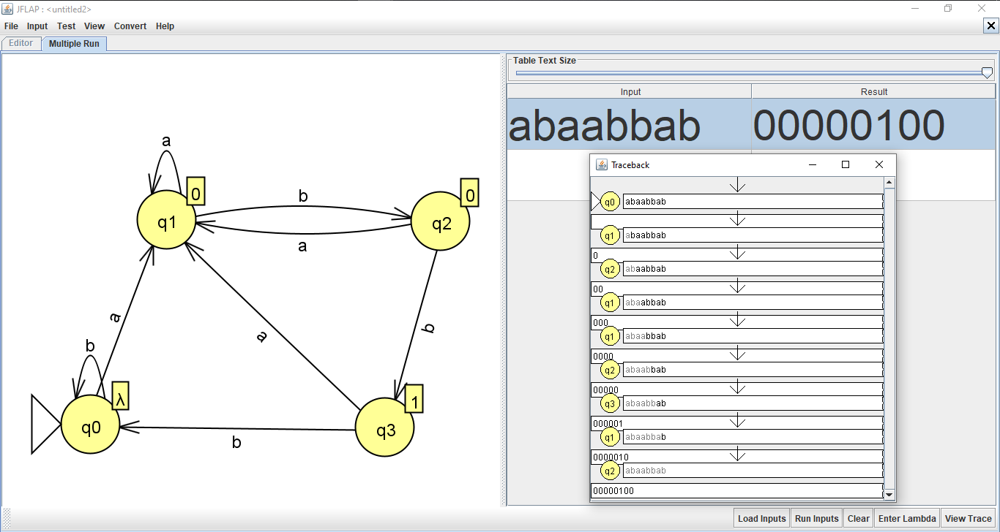 JFLAP : <untitled2>
File Input Test View Convert Help
Editor Multiple Run
Table Text Size
Input Result
abaabbab 00000100
a
0
q1
b
a
0
q2
b
a
a
b
λ
q0
b
1
q3
Traceback
q0 abaabbab
q1 abaabbab
0
q2 abaabbab
00
q1 abaabbab
000
q1 abaabbab
0000
q2 abaabbab
00000
q3 abaabbab
000001
q1 abaabbab
0000010
q2 abaabbab
00000100
Load Inputs Run Inputs Clear Enter Lambda View Trace